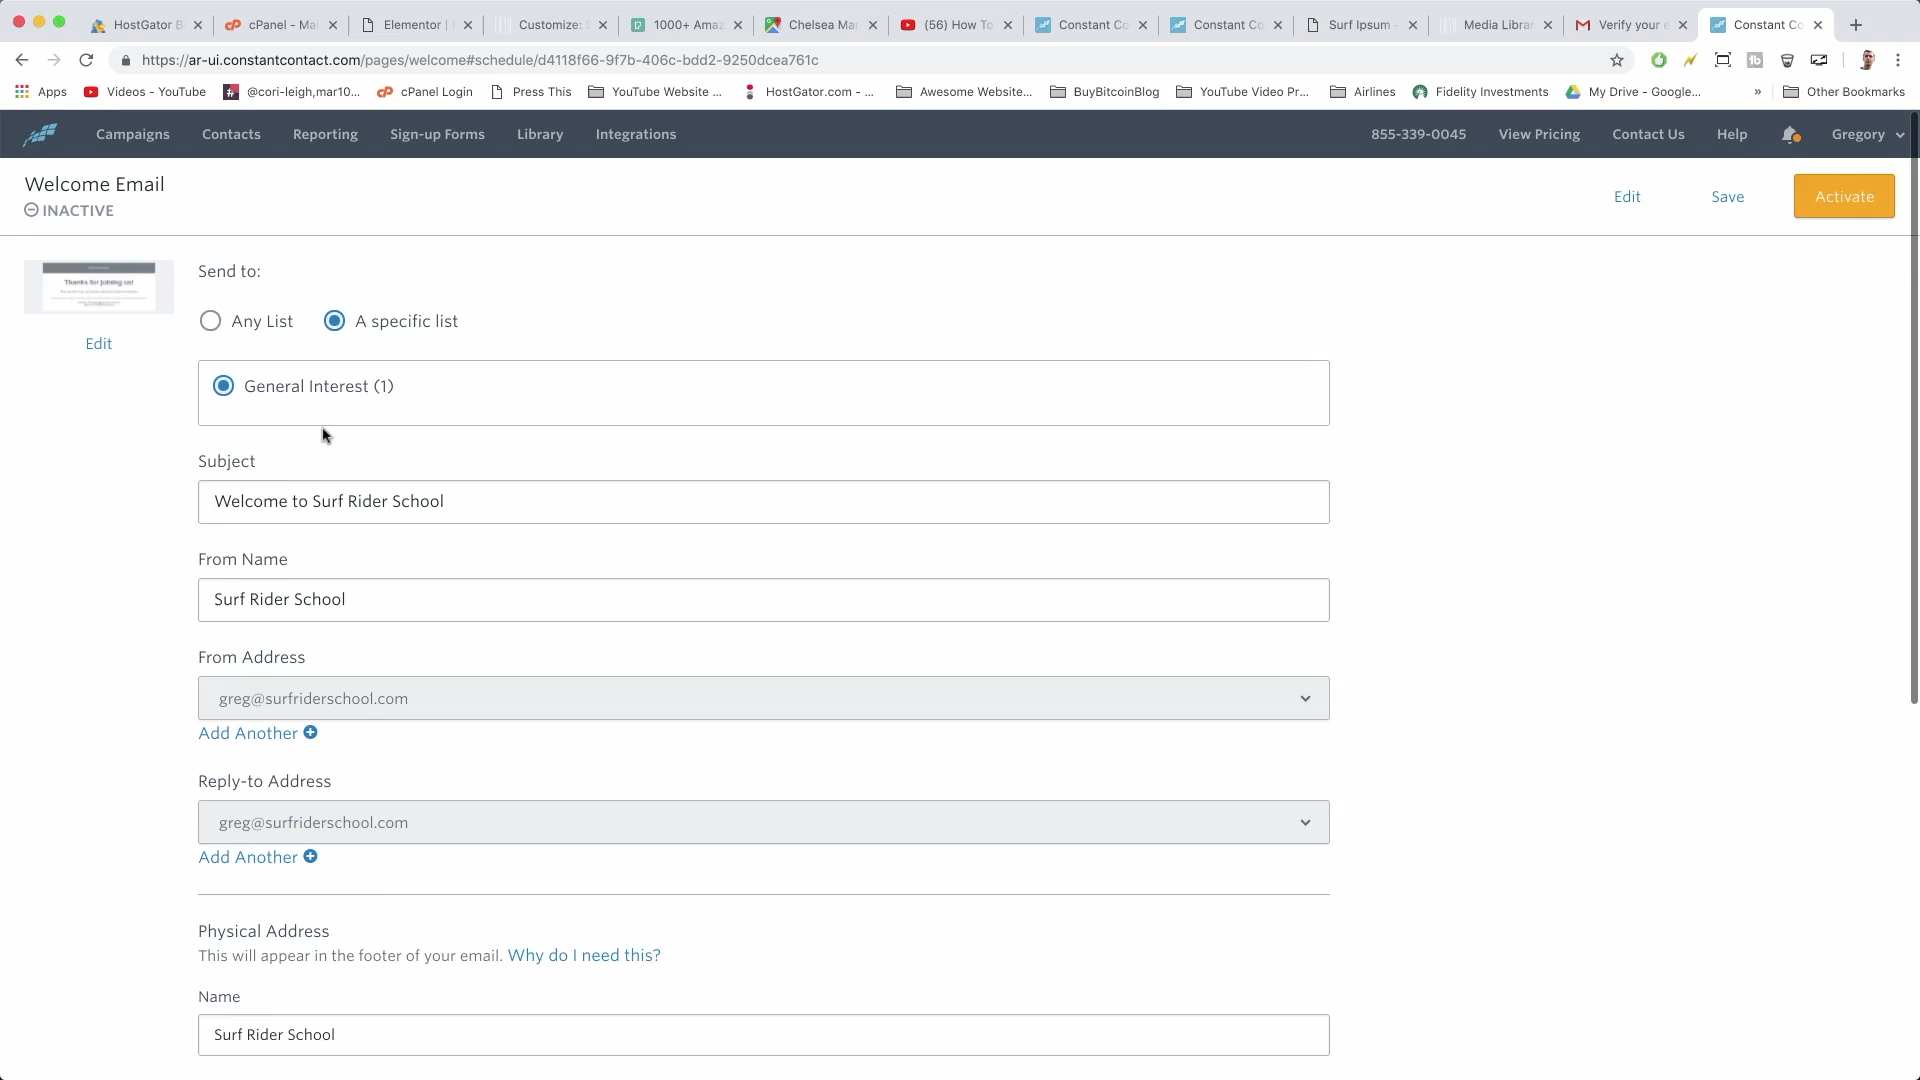 HostGator B
cPanel - Mai
Elementor |
Customize: S
1000+ Amaz
Chelsea Mar
(56) How To
Constant Co
Constant Co
Surf Ipsum -
Media Librar
Verify your e
Constant Co
https://ar-ui.constantcontact.com/pages/welcome#schedule/d4118f66-9f7b-406c-bdd2-9250dcea761c
Apps
Videos - YouTube
@cori-leigh,mar10...
cPanel Login
Press This
YouTube Website ...
HostGator.com - ...
Awesome Website...
BuyBitcoinBlog
YouTube Video Pr...
Airlines
Fidelity Investments
My Drive - Google...
»
Other Bookmarks
Campaigns
Contacts
Reporting
Sign-up Forms
Library
Integrations
855-339-0045
View Pricing
Contact Us
Help
Gregory
Welcome Email
INACTIVE
Edit
Save
Activate
Thanks for joining us!
Edit
Send to:
Any List
A specific list
General Interest (1)
Subject
Welcome to Surf Rider School
From Name
Surf Rider School
From Address
greg@surfriderschool.com
Add Another
Reply-to Address
greg@surfriderschool.com
Add Another
Physical Address
This will appear in the footer of your email. Why do I need this?
Name
Surf Rider School